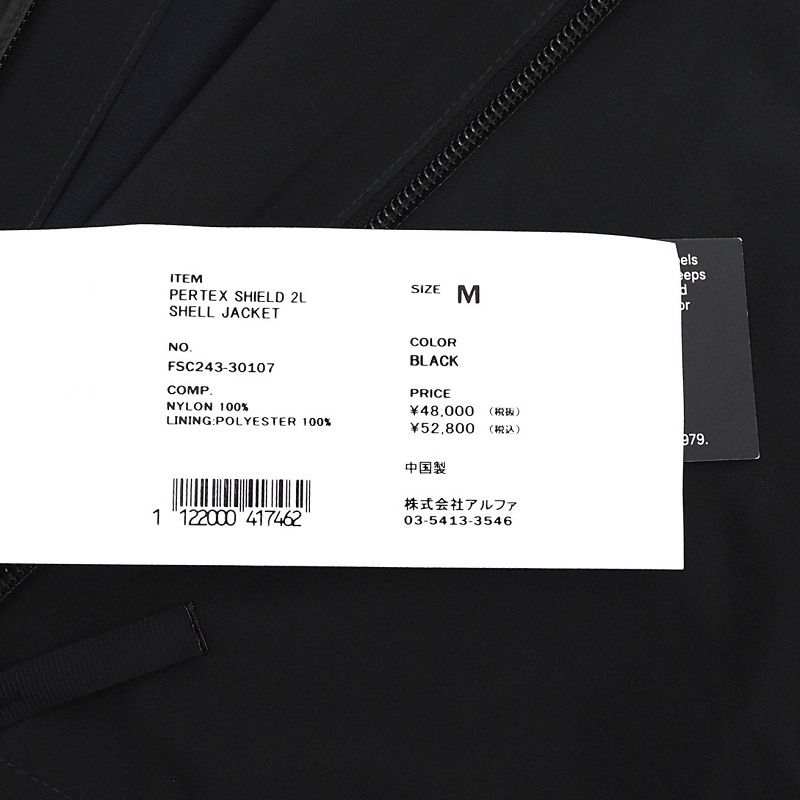 ITEM
PERTEX SHIELD 2L
SHELL JACKET
NO.
FSC243-30107
COMP.
NYLON 100%
LINING:POLYESTER 100%
1 122000 417462
SIZE M
COLOR
BLACK
PRICE
¥48,000 (税抜)
¥52,800 (税込)
中国製
株式会社アルファ
03-5413-3546
979.